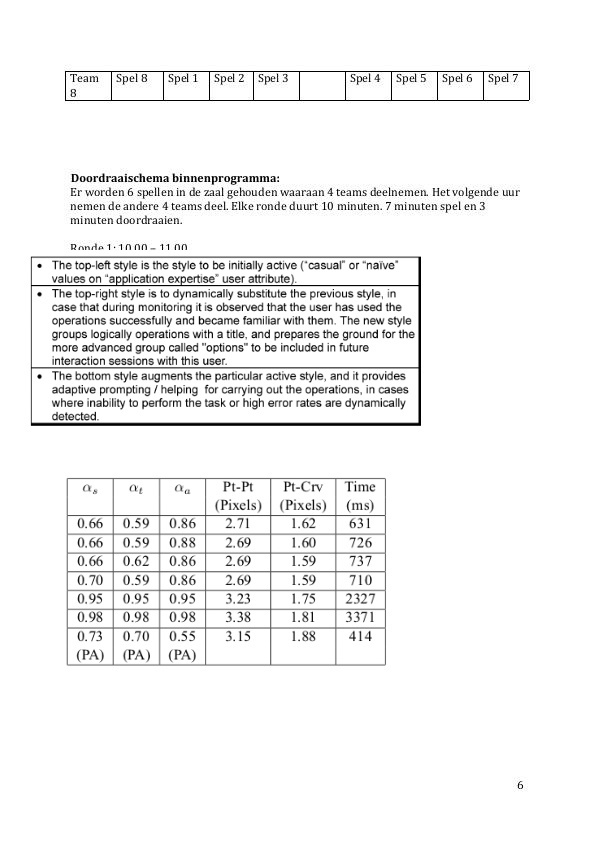 Team Spel 8 Spel 1 Spel 2 Spel 3 Spel 4 Spel 5 Spel 6 Spel 7
8
Doordraaischema binnenprogramma:
Er worden 6 spellen in de zaal gehouden waaraan 4 teams deelnemen. Het volgende uur
nemen de andere 4 teams deel. Elke ronde duurt 10 minuten. 7 minuten spel en 3
minuten doordraaien.
Ronde 1: 10.00 – 11.00
• The top-left style is the style to be initially active ("casual" or "naïve"
values on "application expertise" user attribute).
• The top-right style is to dynamically substitute the previous style, in
case that during monitoring it is observed that the user has used the
operations successfully and became familiar with them. The new style
groups logically operations with a title, and prepares the ground for the
more advanced group called "options" to be included in future
interaction sessions with this user.
• The bottom style augments the particular active style, and it provides
adaptive prompting / helping for carrying out the operations, in cases
where inability to perform the task or high error rates are dynamically
detected.
αs αt αa Pt-Pt Pt-Crv Time
(Pixels) (Pixels) (ms)
0.66 0.59 0.86 2.71 1.62 631
0.66 0.59 0.88 2.69 1.60 726
0.66 0.62 0.86 2.69 1.59 737
0.70 0.59 0.86 2.69 1.59 710
0.95 0.95 0.95 3.23 1.75 2327
0.98 0.98 0.98 3.38 1.81 3371
0.73 0.70 0.55 3.15 1.88 414
(PA) (PA) (PA)
6